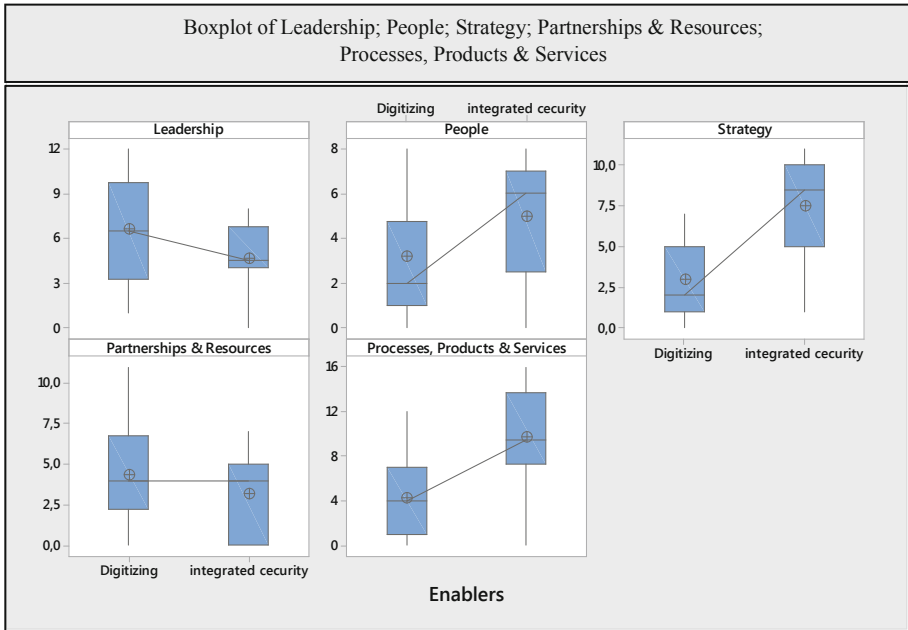 Boxplot of Leadership; People; Strategy; Partnerships & Resources;
Processes, Products & Services
Digitizing integrated cecurity
Leadership People Strategy
12 8
10,0
9 6
7,5
6 4 5,0
3 2 2,5
0 0 0,0
Partnerships & Resources Processes, Products & Services Digitizing integrated cecurity
10,0 16
7,5 12
5,0 8
2,5 4
0,0 0
Digitizing integrated cecurity
Enablers